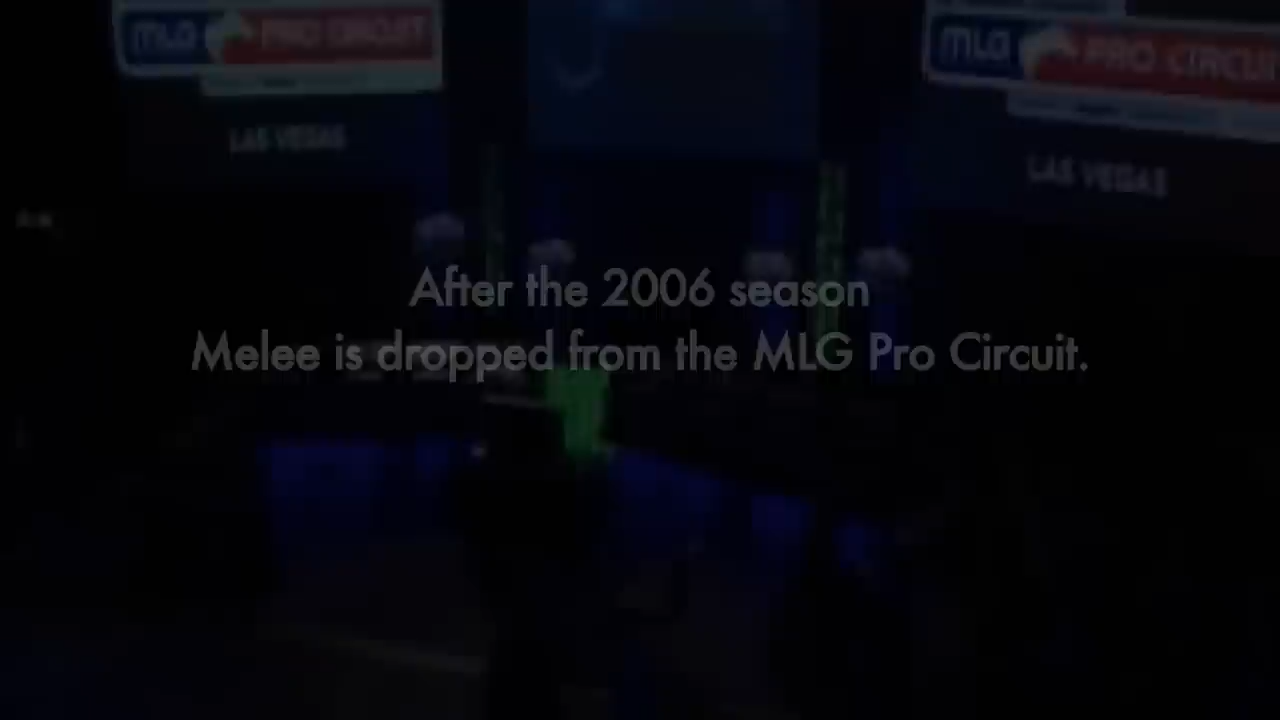 MLG PRO CIRCUIT
MLG PRO CIRCUIT
LAS VEGAS
LAS VEGAS
After the 2006 season
Melee is dropped from the MLG Pro Circuit.